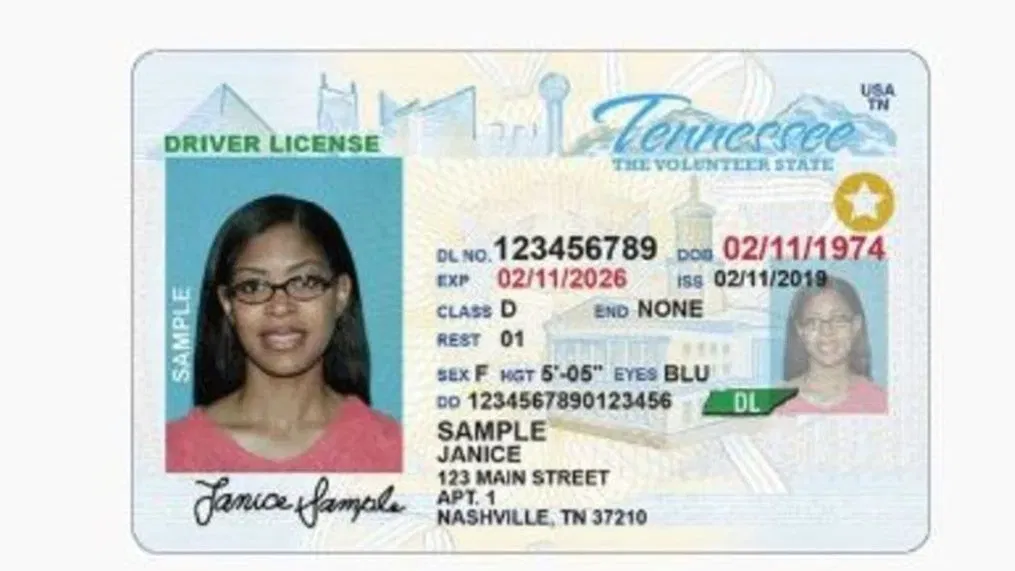 USA
TN
Tennessee
THE VOLUNTEER STATE
DRIVER LICENSE
SAMPLE
DL NO. 123456789 DOB 02/11/1974
EXP 02/11/2026 ISS 02/11/2019
CLASS D END NONE
REST 01
SEX F HGT 5'-05" EYES BLU
DD 1234567890123456
DL
SAMPLE
JANICE
123 MAIN STREET
APT. 1
NASHVILLE, TN 37210
Janice Sample